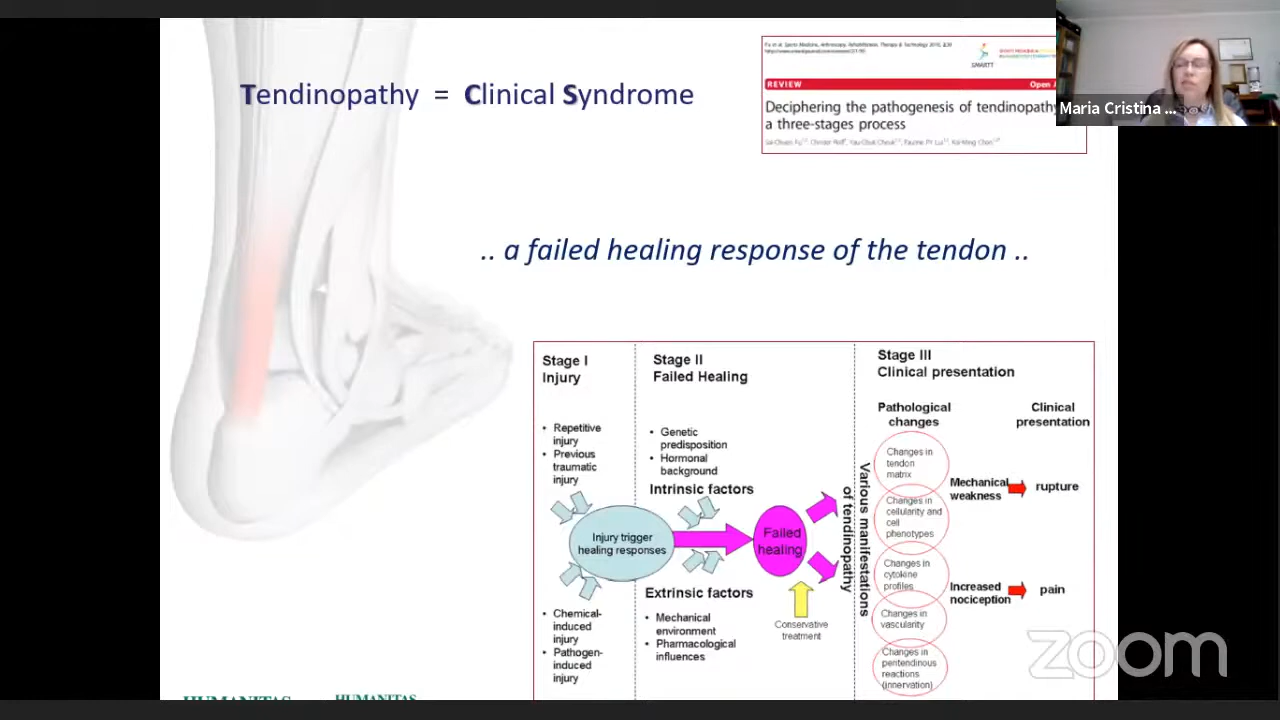 Tendinopathy = Clinical Syndrome
REVIEW
Open A
Deciphering the pathogenesis of tendinopathy
a three-stages process
SMARTT
Maria Cristina ...
.. a failed healing response of the tendon ..
Stage I
Injury
• Repetitive
injury
• Previous
traumatic
injury
Injury trigger
healing responses
• Chemical-
induced
injury
• Pathogen-
induced
injury
Stage II
Failed Healing
• Genetic
predisposition
• Hormonal
background
Intrinsic factors
Failed
healing
Extrinsic factors
• Mechanical
environment
• Pharmacological
influences
Conservative
treatment
Various manifestations
of tendinopathy
Stage III
Clinical presentation
Pathological
changes
Changes in
tendon
matrix
Changes in
cellularity and
cell
phenotypes
Changes in
cytokine
profiles
Changes in
vascularity
Changes in
peritendinous
reactions
(innervation)
Mechanical
weakness
Increased
nociception
Clinical
presentation
rupture
pain
zoom
HUMANITAS
HUMANITAS